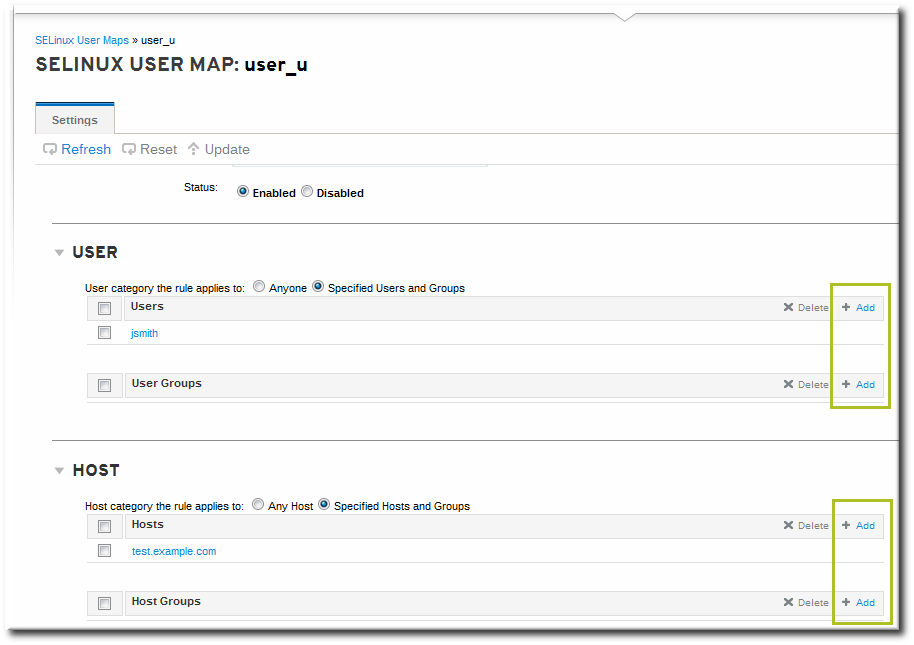 SELinux User Maps » user_u
SELINUX USER MAP: user_u
Settings
Refresh Reset Update
Status: Enabled Disabled
USER
User category the rule applies to: Anyone Specified Users and Groups
Users Delete Add
jsmith
User Groups Delete Add
HOST
Host category the rule applies to: Any Host Specified Hosts and Groups
Hosts Delete Add
test.example.com
Host Groups Delete Add